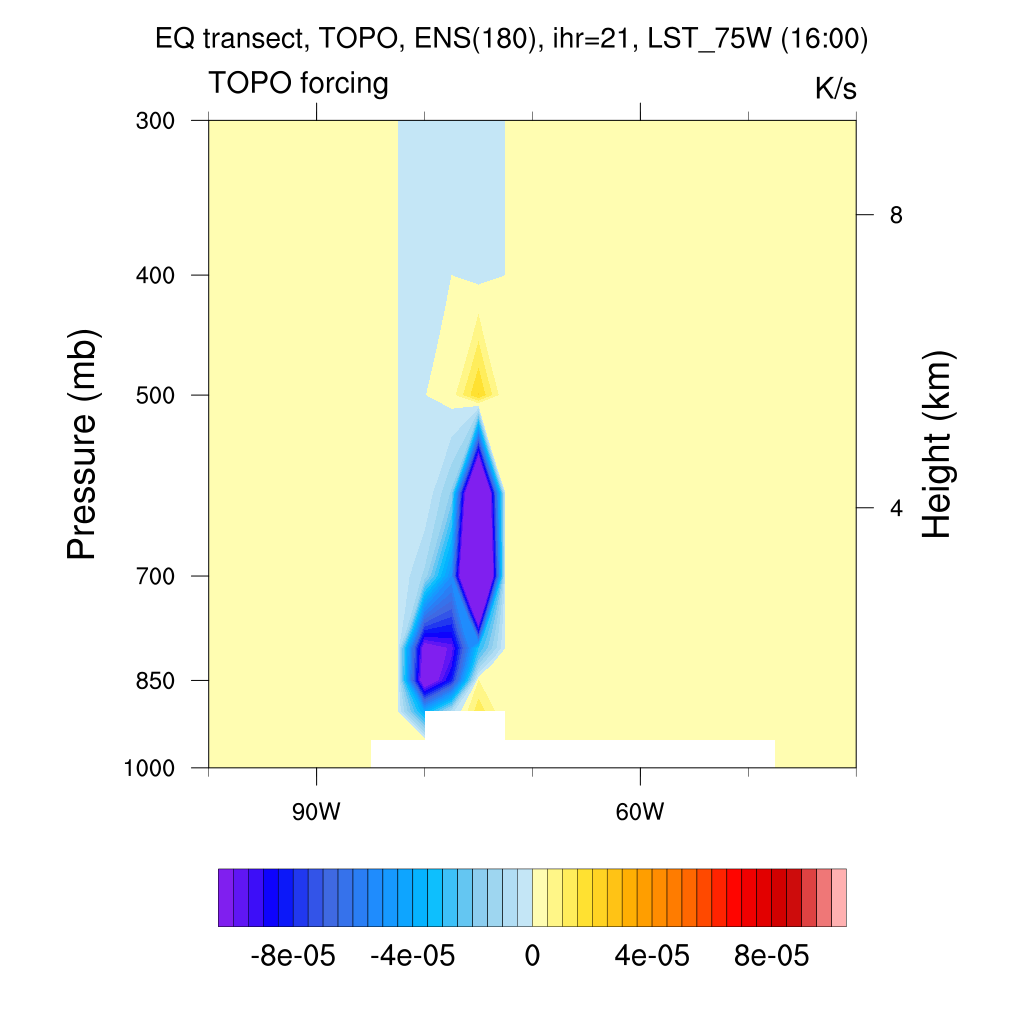 EQ transect, TOPO, ENS(180), ihr=21, LST_75W (16:00)
TOPO forcing
K/s
300
400
500
700
850
1000
Pressure (mb)
8
4
Height (km)
90W
60W
-8e-05
-4e-05
0
4e-05
8e-05